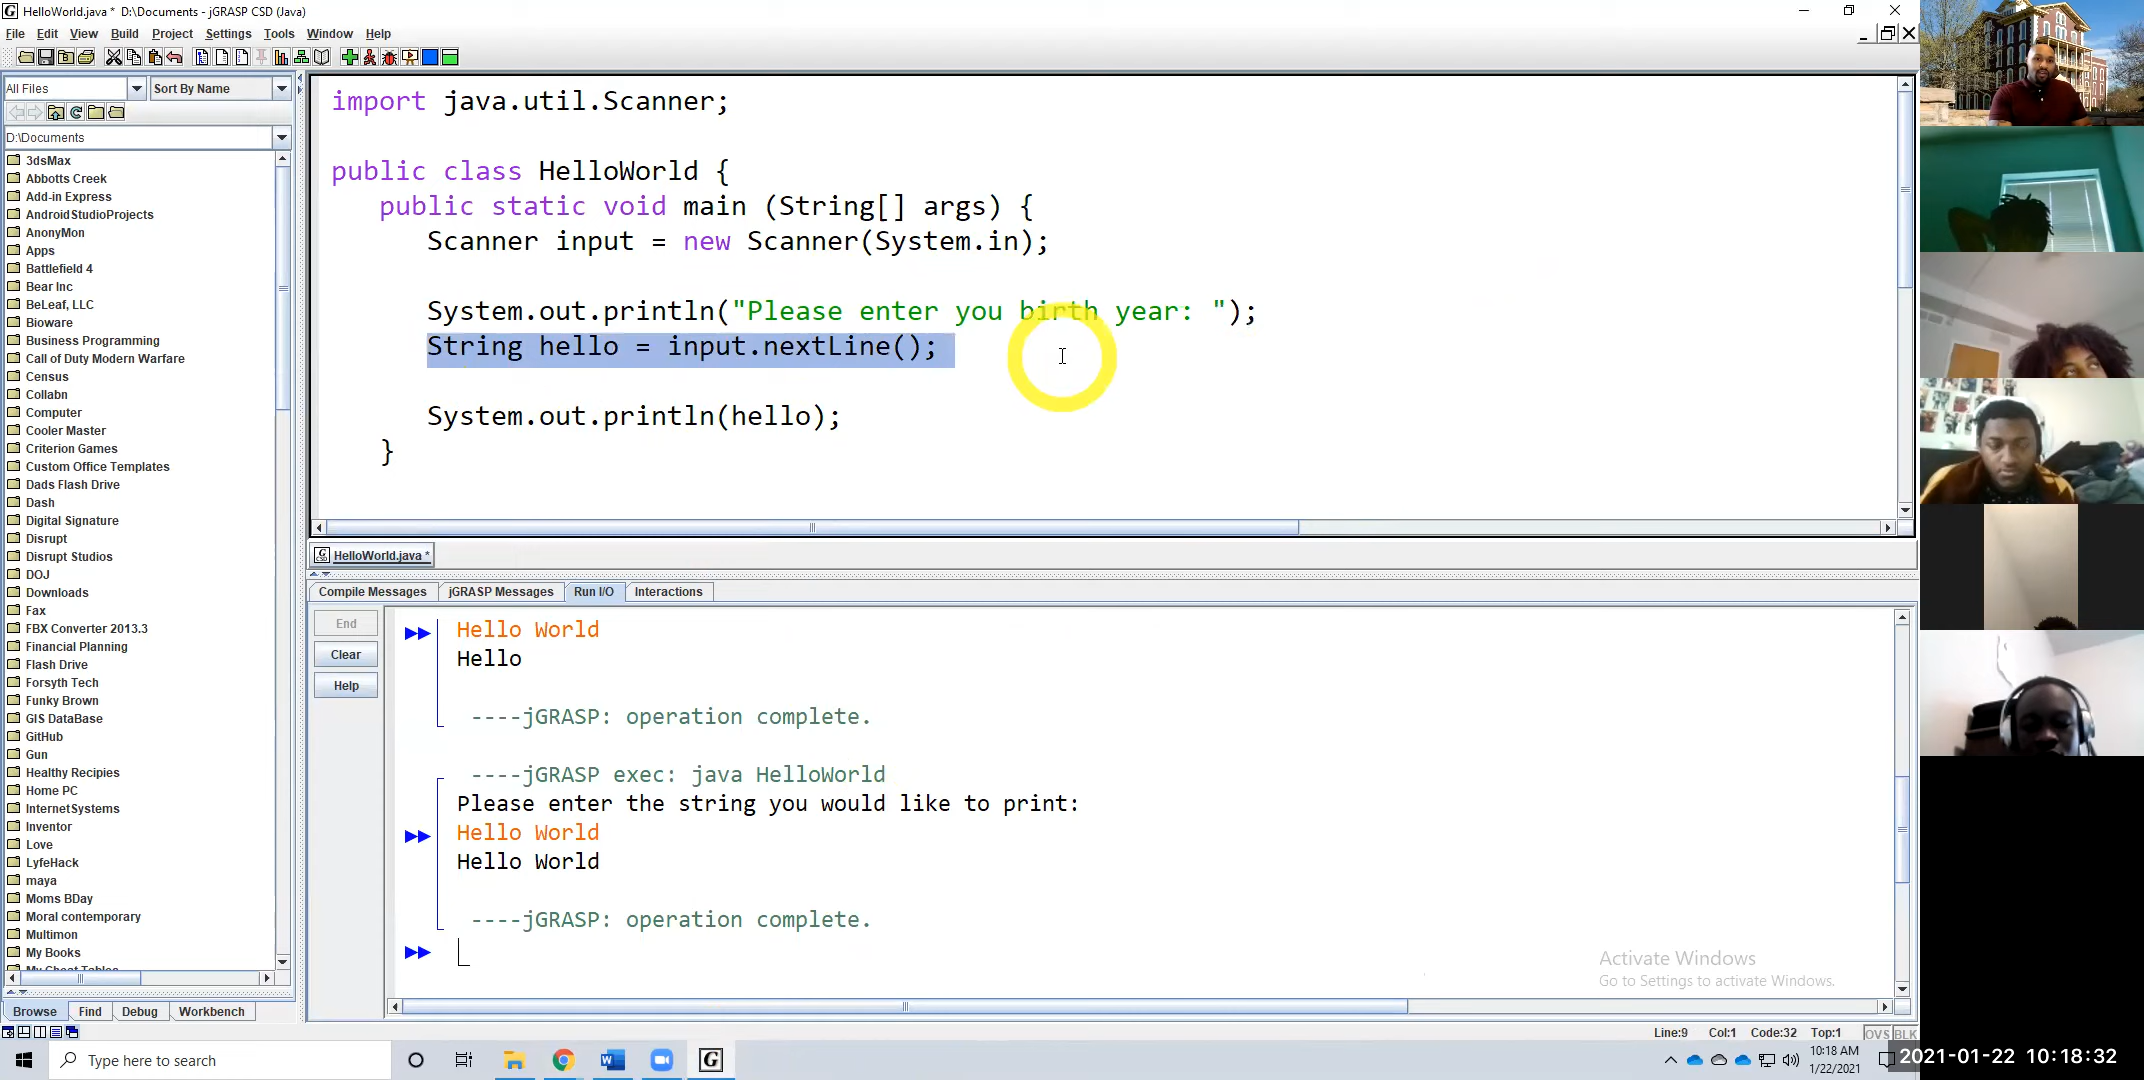 HelloWorld.java * D:\Documents - jGRASP CSD (Java)
File Edit View Build Project Settings Tools Window Help
All Files Sort By Name
D:\Documents
3dsMax
Abbotts Creek
Add-in Express
AndroidStudioProjects
AnonyMon
Apps
Battlefield 4
Bear Inc
BeLeaf, LLC
Bioware
Business Programming
Call of Duty Modern Warfare
Census
Collabn
Computer
Cooler Master
Criterion Games
Custom Office Templates
Dads Flash Drive
Dash
Digital Signature
Disrupt
Disrupt Studios
DOJ
Downloads
Fax
FBX Converter 2013.3
Financial Planning
Flash Drive
Forsyth Tech
Funky Brown
GIS DataBase
GitHub
Gun
Healthy Recipies
Home PC
InternetSystems
Inventor
Love
LyfeHack
maya
Moms BDay
Moral contemporary
Multimon
My Books
Browse Find Debug Workbench
import java.util.Scanner;
public class HelloWorld {
public static void main (String[] args) {
Scanner input = new Scanner(System.in);
System.out.println("Please enter you birth year: ");
String hello = input.nextLine();
System.out.println(hello);
}
HelloWorld.java *
Compile Messages jGRASP Messages Run I/O Interactions
End
Clear
Help
Hello World
Hello
----jGRASP: operation complete.
----jGRASP exec: java HelloWorld
Please enter the string you would like to print:
Hello World
Hello World
----jGRASP: operation complete.
Activate Windows
Go to Settings to activate Windows.
Line:9 Col:1 Code:32 Top:1 OVS BLK
Type here to search
10:18 AM
1/22/2021
2021-01-22 10:18:32